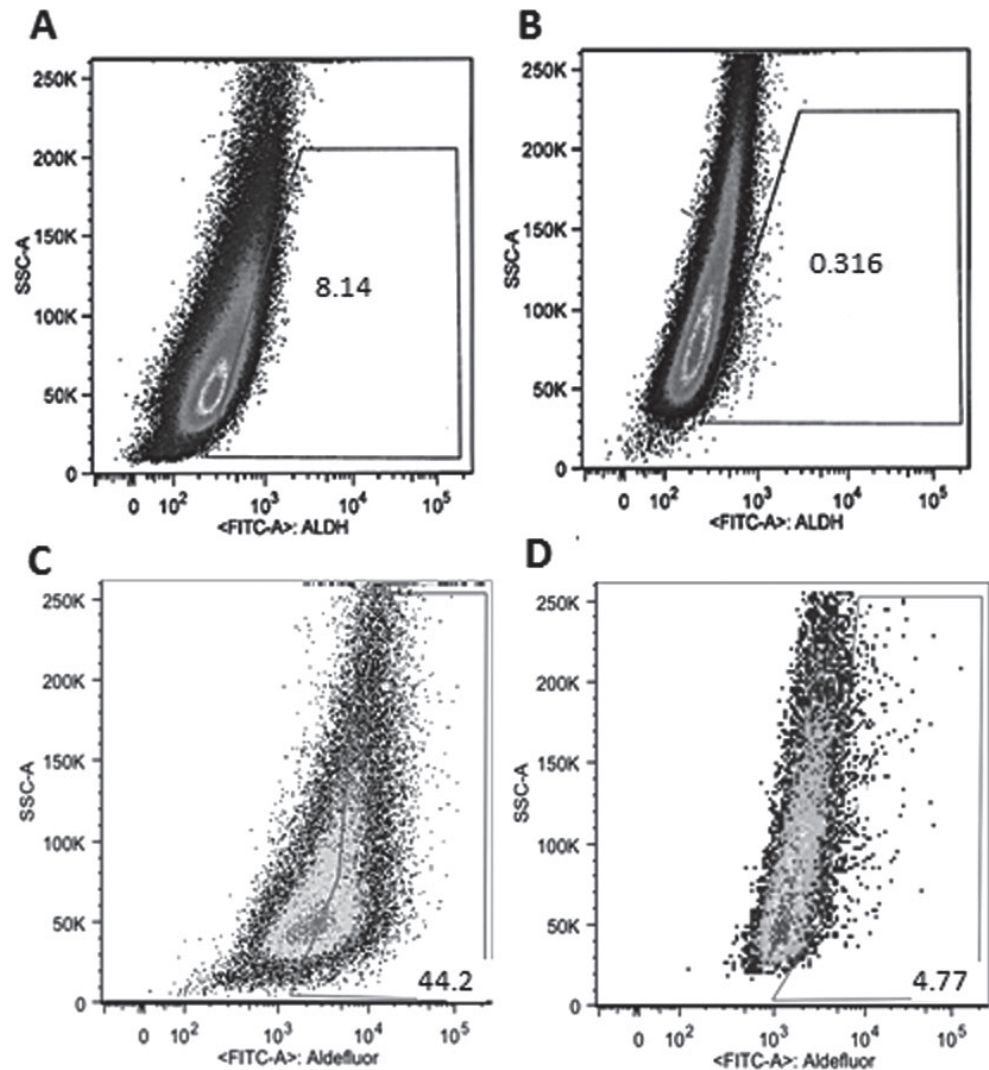 A
250K
200K
150K
100K
50K
0
SSC-A
8.14
0 10² 10³ 10⁴ 10⁵
<FITC-A>: ALDH
B
250K
200K
150K
100K
50K
0
SSC-A
0.316
0 10² 10³ 10⁴ 10⁵
<FITC-A>: ALDH
C
250K
200K
150K
100K
50K
0
SSC-A
44.2
0 10² 10³ 10⁴ 10⁵
<FITC-A>: Aldefluor
D
250K
200K
150K
100K
50K
0
SSC-A
4.77
0 10² 10³ 10⁴ 10⁵
<FITC-A>: Aldefluor